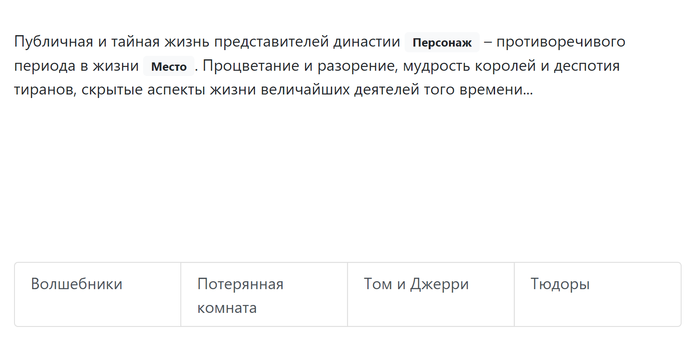 Публичная и тайная жизнь представителей династии Персонаж – противоречивого
периода в жизни Место . Процветание и разорение, мудрость королей и деспотия
тиранов, скрытые аспекты жизни величайших деятелей того времени...
Волшебники
Потерянная
комната
Том и Джерри
Тюдоры